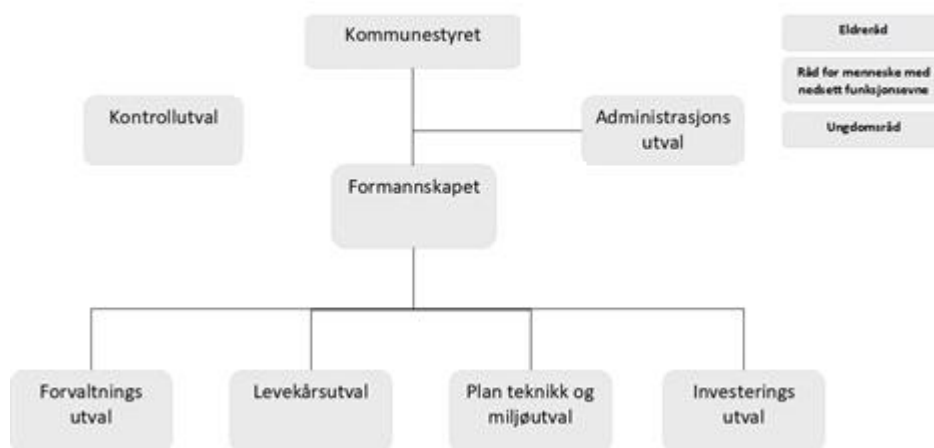 Kommunestyret
Eldreråd
Råd for menneske med
nedsett funksjonsevne
Ungdomsråd
Kontrollutval
Administrasjons
utval
Formannskapet
Forvaltnings
utval
Levekårsutval
Plan teknikk og
miljøutval
Investerings
utval